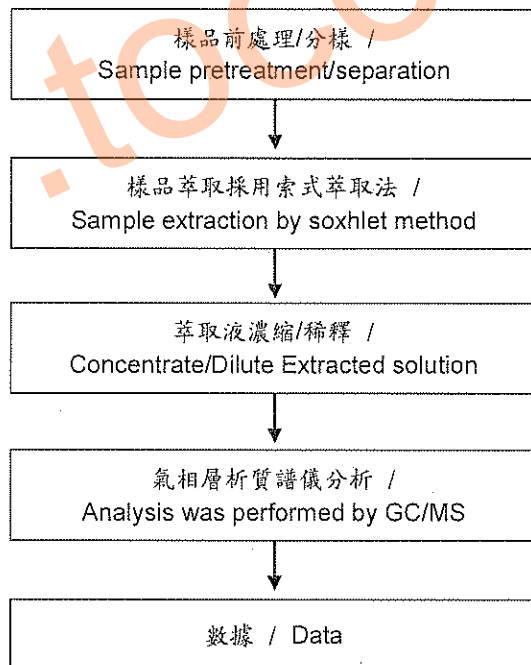 樣品前處理/分樣 /
Sample pretreatment/separation
樣品萃取採用索式萃取法 /
Sample extraction by soxhlet method
萃取液濃縮/稀釋 /
Concentrate/Dilute Extracted solution
氣相層析質譜儀分析 /
Analysis was performed by GC/MS
數據 / Data
.toco